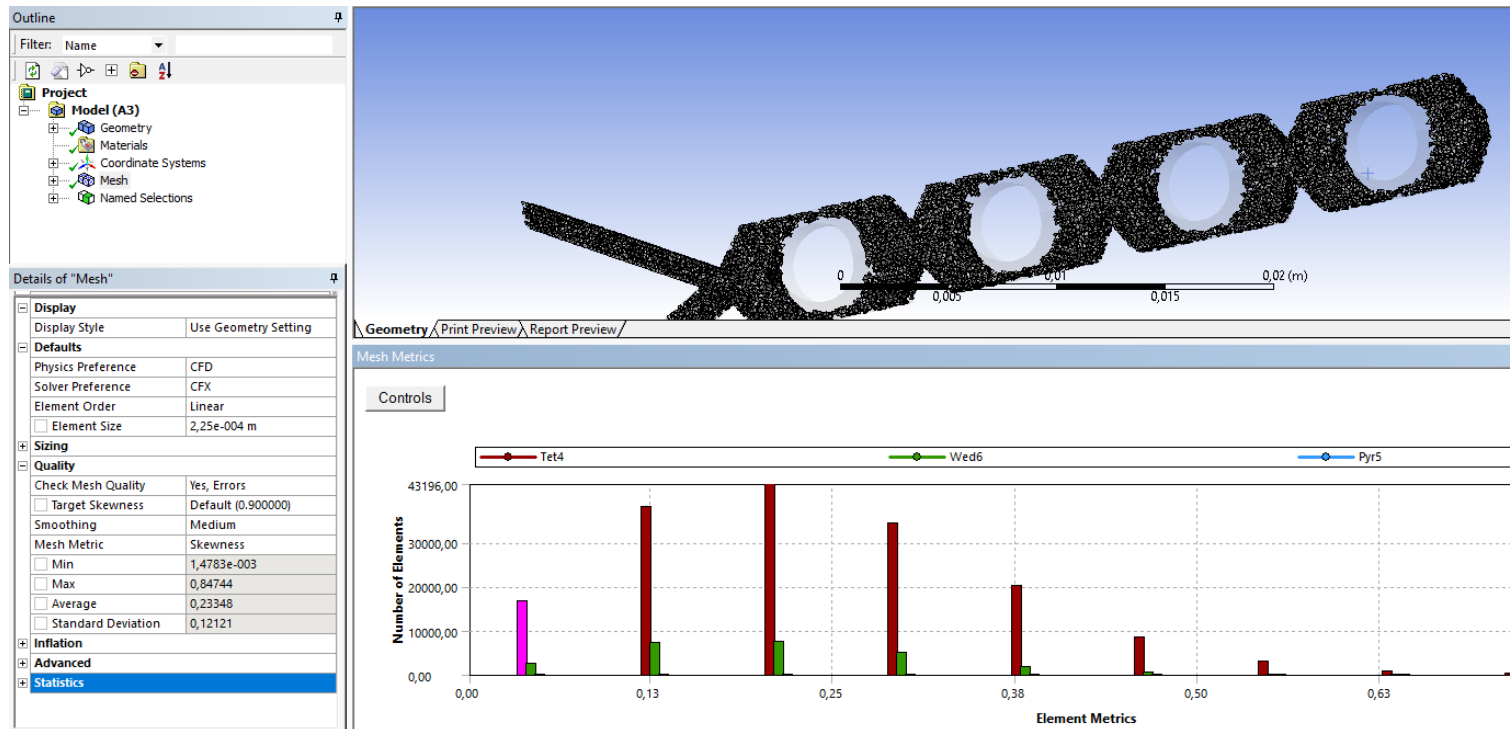 Outline
Filter: Name
Project
Model (A3)
Geometry
Materials
Coordinate Systems
Mesh
Named Selections
Details of "Mesh"
Display
Display Style Use Geometry Setting
Defaults
Physics Preference CFD
Solver Preference CFX
Element Order Linear
Element Size 2,25e-004 m
Sizing
Quality
Check Mesh Quality Yes, Errors
Target Skewness Default (0.900000)
Smoothing Medium
Mesh Metric Skewness
Min 1,4783e-003
Max 0,84744
Average 0,23348
Standard Deviation 0,12121
Inflation
Advanced
Statistics
0 0,01 0,02 (m)
0,005 0,015
Geometry Print Preview Report Preview
Mesh Metrics
Controls
Tet4 Wed6 Pyr5
43196,00
30000,00
20000,00
10000,00
0,00
Number of Elements
0,00 0,13 0,25 0,38 0,50 0,63
Element Metrics